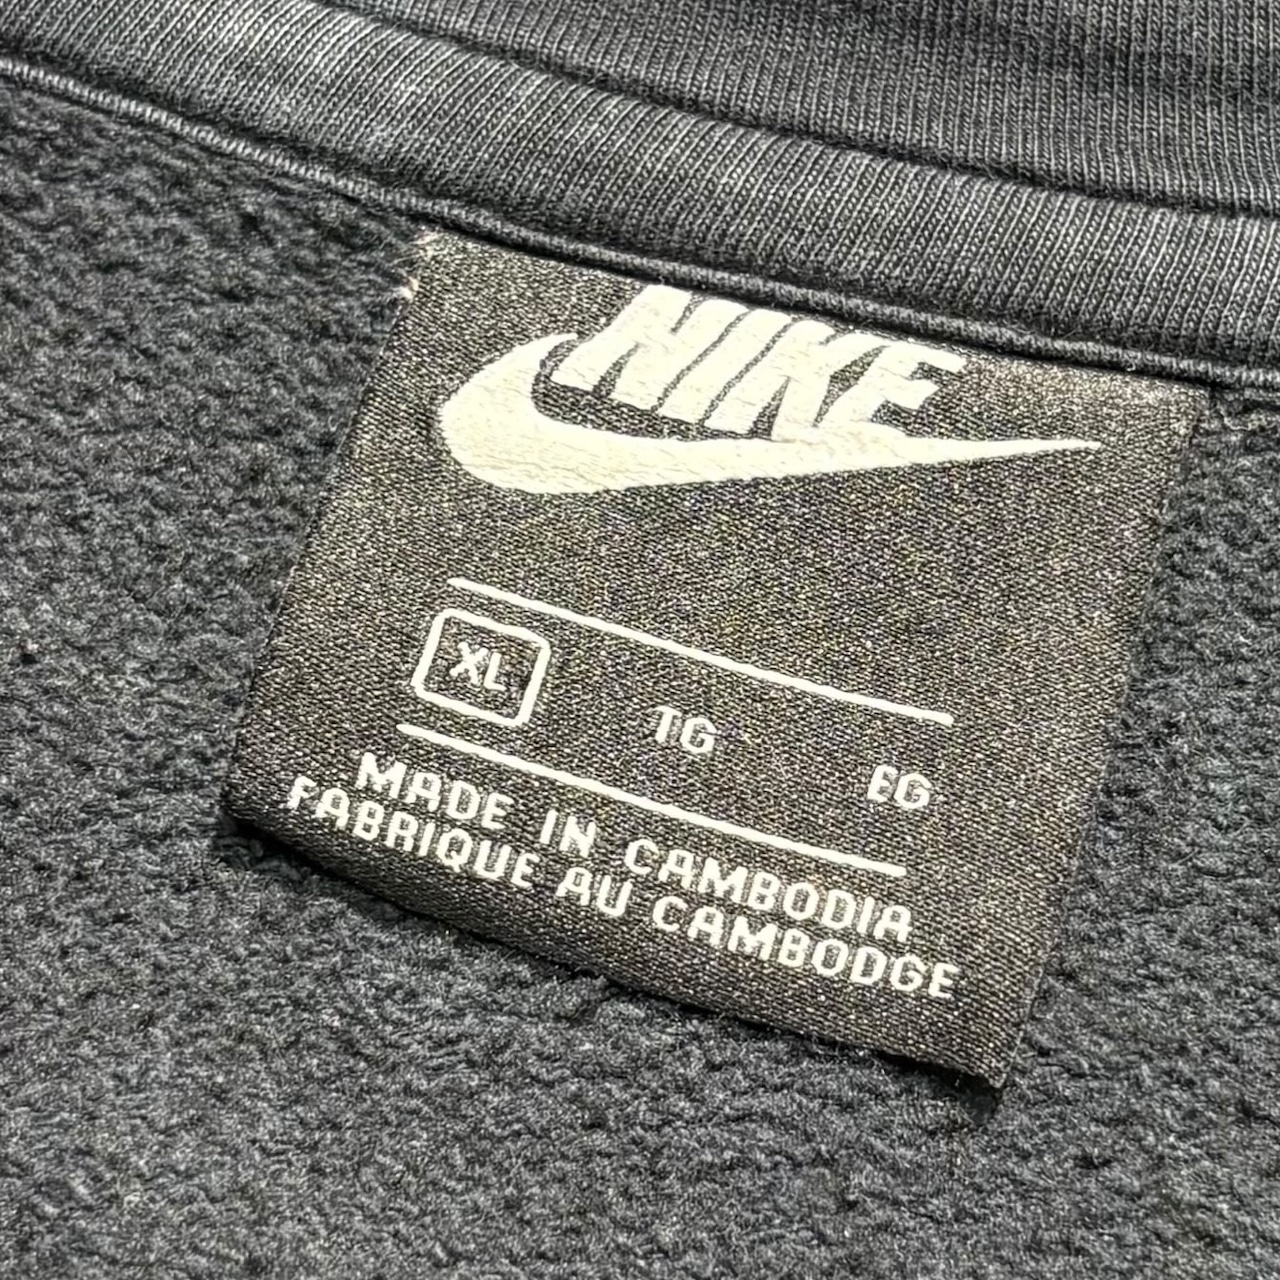 NIKE
XL TG EG
MADE IN CAMBODIA
FABRIQUE AU CAMBODGE